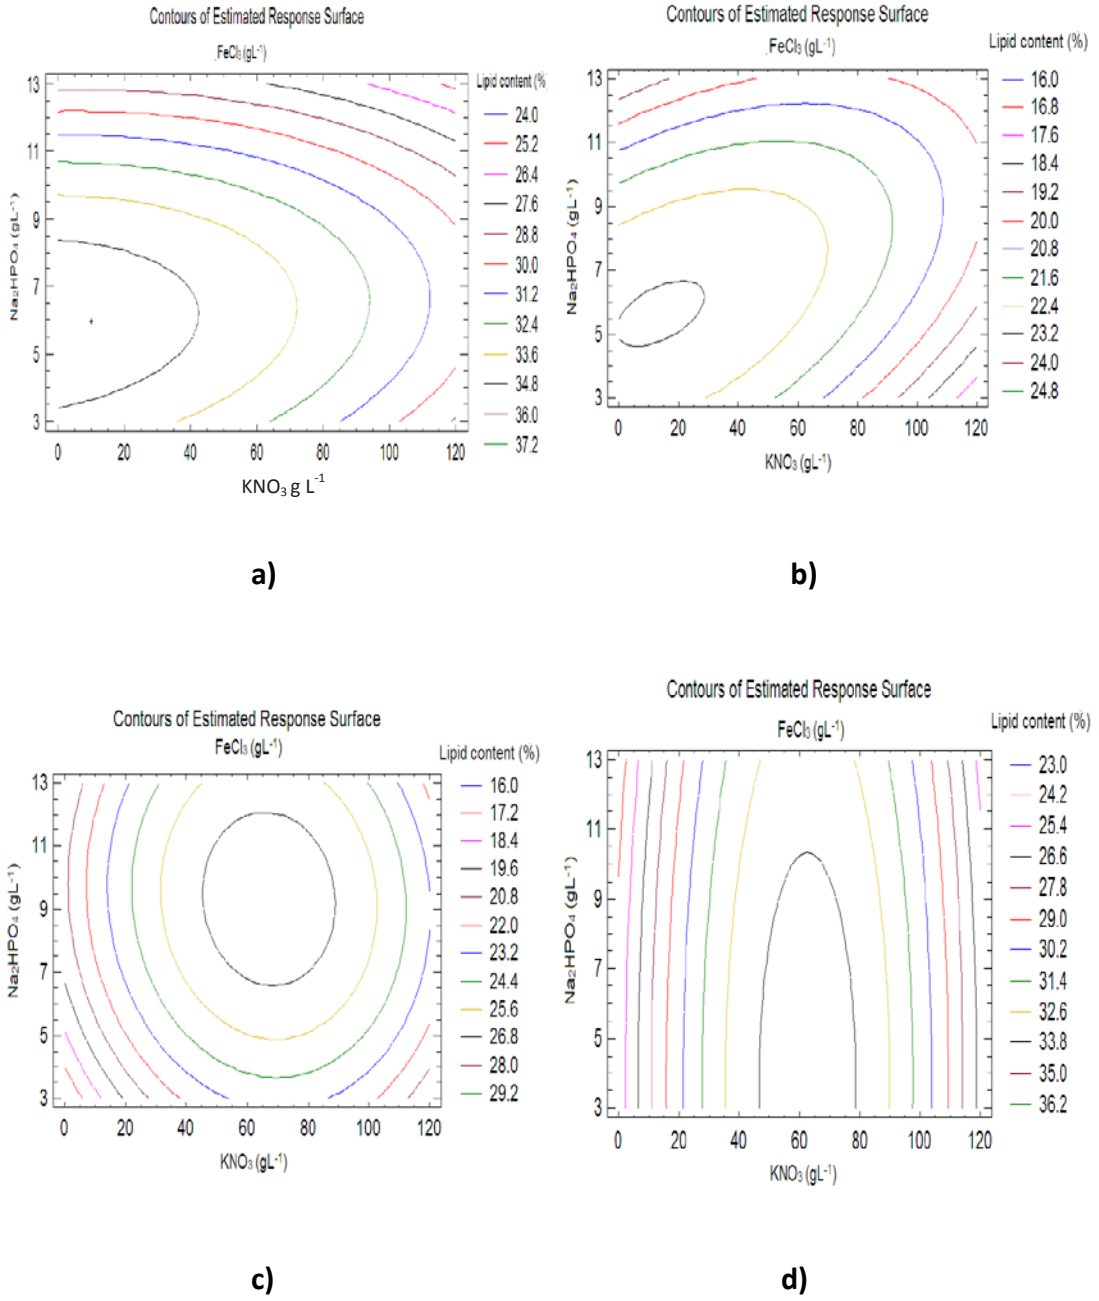 Contours of Estimated Response Surface
.FeCl₃ (gL⁻¹)
Lipid content (%)
24.0
25.2
28.4
27.6
28.8
30.0
31.2
32.4
33.6
34.8
36.0
37.2
13
11
9
7
5
3
Na₂HPO₄ (gL⁻¹)
0 20 40 60 80 100 120
KNO₃ g L⁻¹
a)
Contours of Estimated Response Surface
.FeCl₃ (gL⁻¹)
Lipid content (%)
16.0
16.8
17.6
18.4
19.2
20.0
20.8
21.6
22.4
23.2
24.0
24.8
13
11
9
7
5
3
Na₂HPO₄ (gL⁻¹)
0 20 40 60 80 100 120
KNO₃ (gL⁻¹)
b)
Contours of Estimated Response Surface
FeCl₃ (gL⁻¹)
Lipid content (%)
16.0
17.2
18.4
19.6
20.8
22.0
23.2
24.4
25.6
26.8
28.0
29.2
13
11
9
7
5
3
Na₂HPO₄ (gL⁻¹)
0 20 40 60 80 100 120
KNO₃ (gL⁻¹)
c)
Contours of Estimated Response Surface
FeCl₃ (gL⁻¹)
Lipid content (%)
23.0
24.2
25.4
26.6
27.8
29.0
30.2
31.4
32.6
33.8
35.0
36.2
13
11
9
7
5
3
Na₂HPO₄ (gL⁻¹)
0 20 40 60 80 100 120
KNO₃ (gL⁻¹)
d)